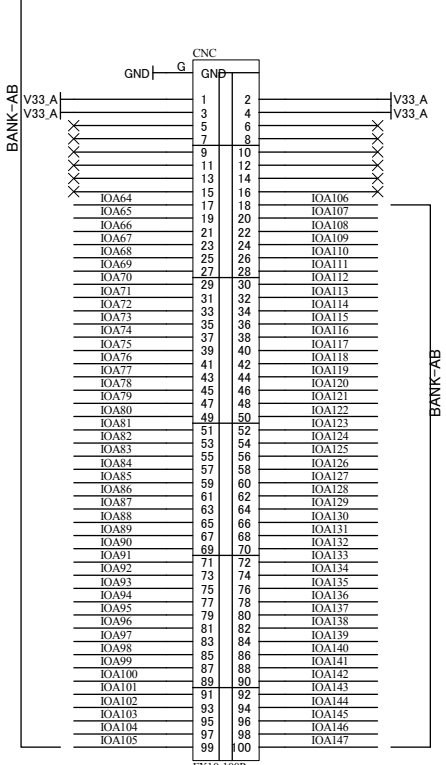 CNC
GND G GND
V33_A 1 2 V33_A
V33_A 3 4 V33_A
5 6
7 8
9 10
11 12
13 14
15 16
IOA64 17 18 IOA106
IOA65 19 20 IOA107
IOA66 21 22 IOA108
IOA67 23 24 IOA109
IOA68 25 26 IOA110
IOA69 27 28 IOA111
IOA70 29 30 IOA112
IOA71 31 32 IOA113
IOA72 33 34 IOA114
IOA73 35 36 IOA115
IOA74 37 38 IOA116
IOA75 39 40 IOA117
IOA76 41 42 IOA118
IOA77 43 44 IOA119
IOA78 45 46 IOA120
IOA79 47 48 IOA121
IOA80 49 50 IOA122
IOA81 51 52 IOA123
IOA82 53 54 IOA124
IOA83 55 56 IOA125
IOA84 57 58 IOA126
IOA85 59 60 IOA127
IOA86 61 62 IOA128
IOA87 63 64 IOA129
IOA88 65 66 IOA130
IOA89 67 68 IOA131
IOA90 69 70 IOA132
IOA91 71 72 IOA133
IOA92 73 74 IOA134
IOA93 75 76 IOA135
IOA94 77 78 IOA136
IOA95 79 80 IOA137
IOA96 81 82 IOA138
IOA97 83 84 IOA139
IOA98 85 86 IOA140
IOA99 87 88 IOA141
IOA100 89 90 IOA142
IOA101 91 92 IOA143
IOA102 93 94 IOA144
IOA103 95 96 IOA145
IOA104 97 98 IOA146
IOA105 99 100 IOA147
BANK-AB
BANK-AB